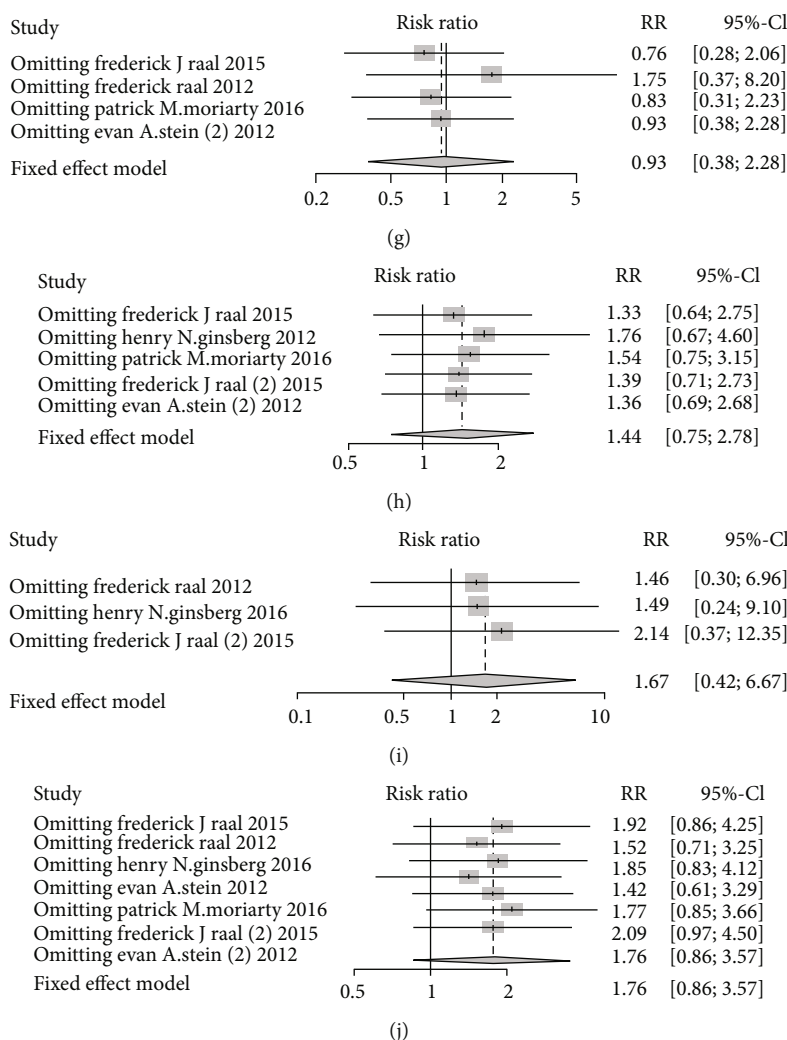 Study Risk ratio RR 95%-Cl
Omitting frederick J raal 2015 0.76 [0.28; 2.06]
Omitting frederick raal 2012 1.75 [0.37; 8.20]
Omitting patrick M.moriarty 2016 0.83 [0.31; 2.23]
Omitting evan A.stein (2) 2012 0.93 [0.38; 2.28]
Fixed effect model 0.93 [0.38; 2.28]
0.2 0.5 1 2 5
(g)
Study Risk ratio RR 95%-Cl
Omitting frederick J raal 2015 1.33 [0.64; 2.75]
Omitting henry N.ginsberg 2012 1.76 [0.67; 4.60]
Omitting patrick M.moriarty 2016 1.54 [0.75; 3.15]
Omitting frederick J raal (2) 2015 1.39 [0.71; 2.73]
Omitting evan A.stein (2) 2012 1.36 [0.69; 2.68]
Fixed effect model 1.44 [0.75; 2.78]
0.5 1 2
(h)
Study Risk ratio RR 95%-Cl
Omitting frederick raal 2012 1.46 [0.30; 6.96]
Omitting henry N.ginsberg 2016 1.49 [0.24; 9.10]
Omitting frederick J raal (2) 2015 2.14 [0.37; 12.35]
Fixed effect model 1.67 [0.42; 6.67]
0.1 0.5 1 2 10
(i)
Study Risk ratio RR 95%-Cl
Omitting frederick J raal 2015 1.92 [0.86; 4.25]
Omitting frederick raal 2012 1.52 [0.71; 3.25]
Omitting henry N.ginsberg 2016 1.85 [0.83; 4.12]
Omitting evan A.stein 2012 1.42 [0.61; 3.29]
Omitting patrick M.moriarty 2016 1.77 [0.85; 3.66]
Omitting frederick J raal (2) 2015 2.09 [0.97; 4.50]
Omitting evan A.stein (2) 2012 1.76 [0.86; 3.57]
Fixed effect model 1.76 [0.86; 3.57]
0.5 1 2
(j)